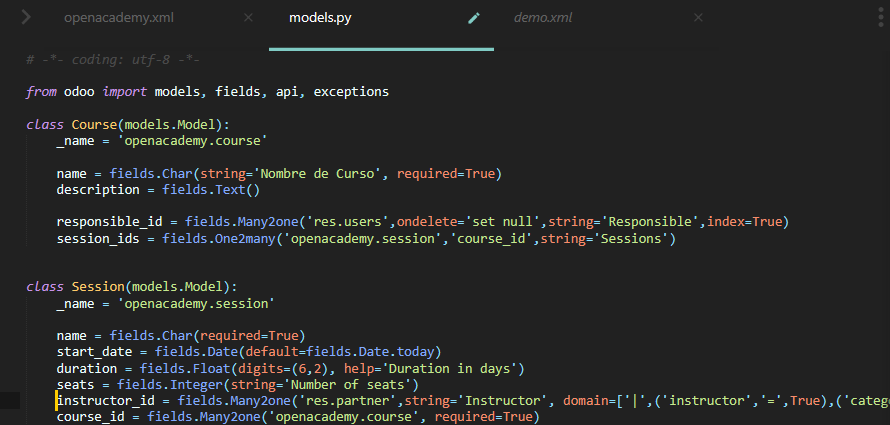 openacademy.xml
models.py
demo.xml
# -*- coding: utf-8 -*-
from odoo import models, fields, api, exceptions
class Course(models.Model):
_name = 'openacademy.course'
name = fields.Char(string='Nombre de Curso', required=True)
description = fields.Text()
responsible_id = fields.Many2one('res.users',ondelete='set null',string='Responsible',index=True)
session_ids = fields.One2many('openacademy.session','course_id',string='Sessions')
class Session(models.Model):
_name = 'openacademy.session'
name = fields.Char(required=True)
start_date = fields.Date(default=fields.Date.today)
duration = fields.Float(digits=(6,2), help='Duration in days')
seats = fields.Integer(string='Number of seats')
instructor_id = fields.Many2one('res.partner',string='Instructor', domain=['|',('instructor','=',True),('categ
course_id = fields.Many2one('openacademy.course', required=True)